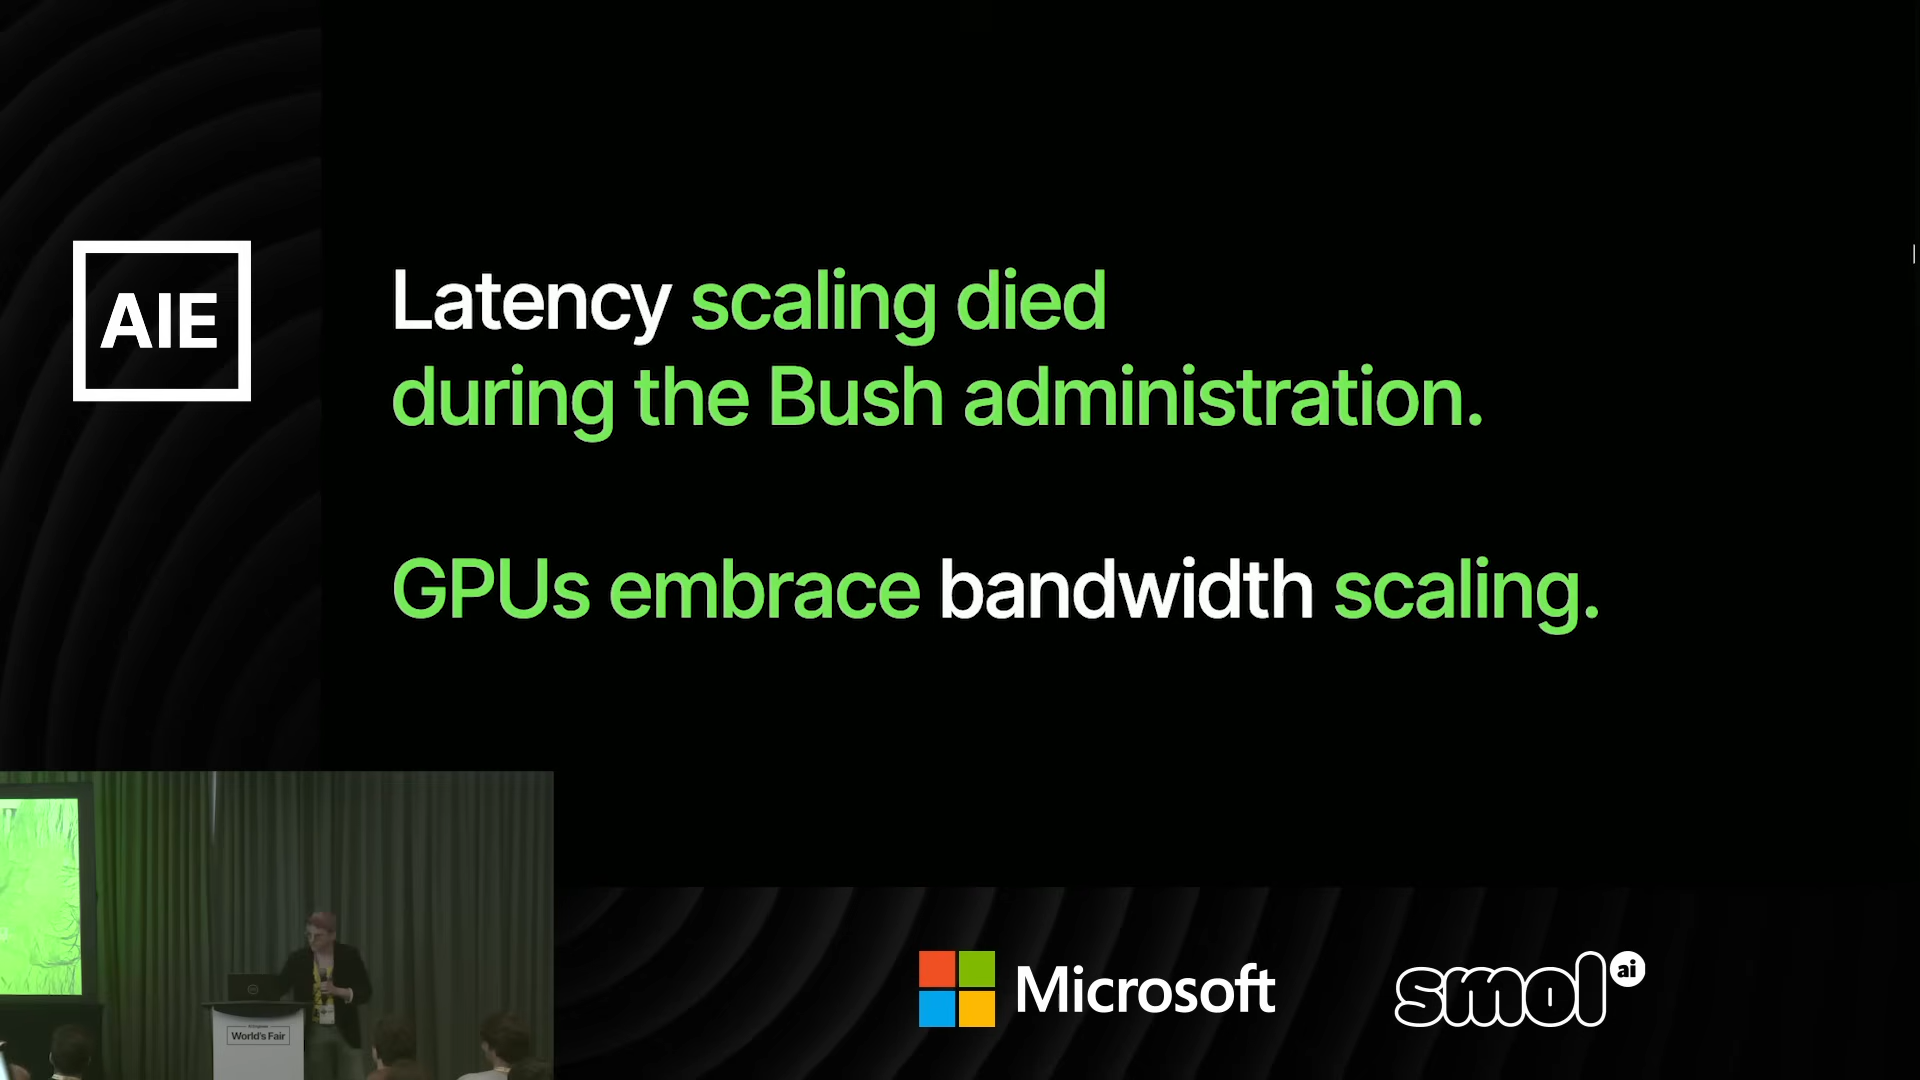 AIE
Latency scaling died
during the Bush administration.
GPUs embrace bandwidth scaling.
World's Fair
Microsoft
smol ai